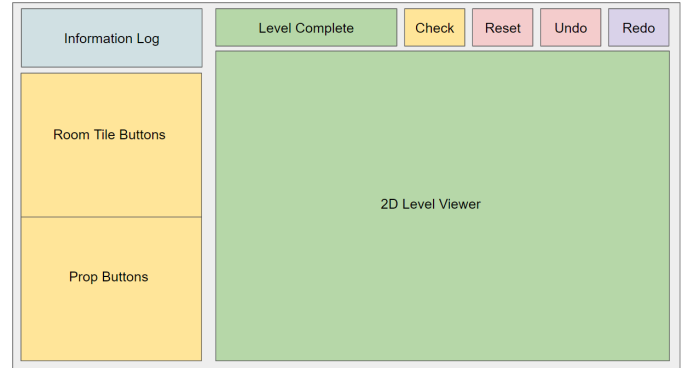 Information Log
Level Complete
Check
Reset
Undo
Redo
Room Tile Buttons
2D Level Viewer
Prop Buttons